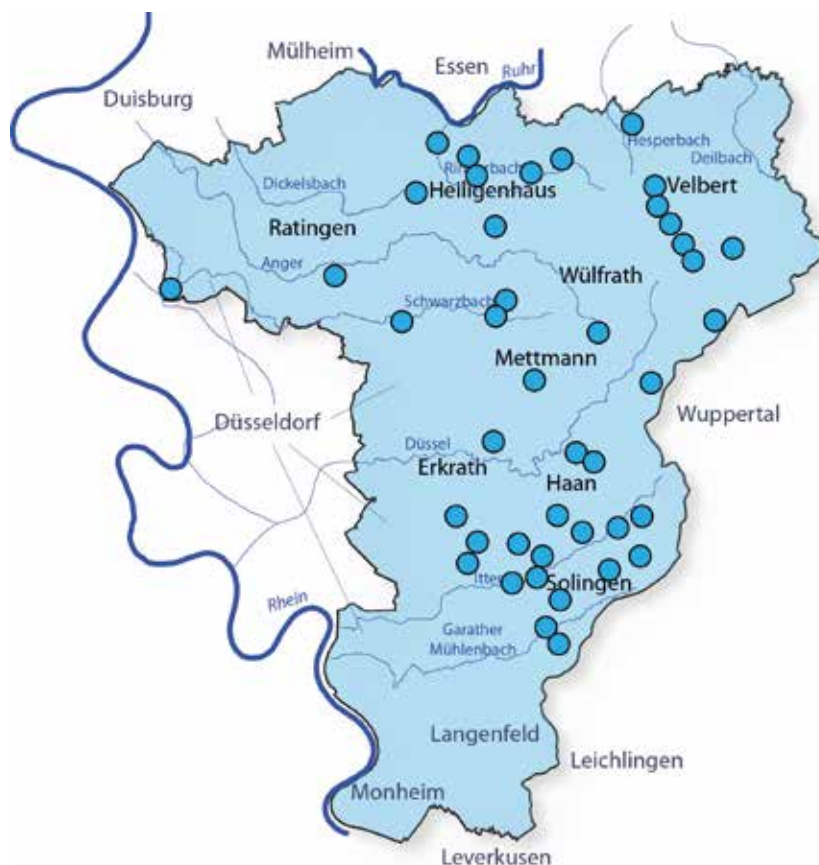 Mülheim
Essen
Ruhr
Duisburg
Hesperbach
Deilbach
Dickelsbach
Heiligenhaus
Velbert
Ratingen
Anger
Wülfrath
Schwarzbach
Mettmann
Wuppertal
Düsseldorf
Düssel
Erkrath
Haan
Solingen
Rhein
Garather
Mühlenbach
Langenfeld
Leichlingen
Monheim
Leverkusen